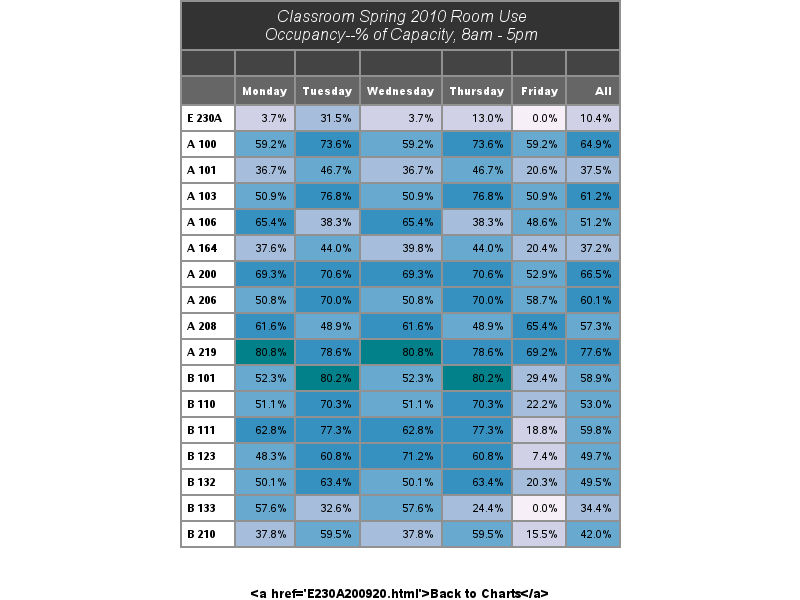 Classroom Spring 2010 Room Use
Occupancy--% of Capacity, 8am - 5pm
Monday Tuesday Wednesday Thursday Friday All
E 230A 3.7% 31.5% 3.7% 13.0% 0.0% 10.4%
A 100 59.2% 73.6% 59.2% 73.6% 59.2% 64.9%
A 101 36.7% 46.7% 36.7% 46.7% 20.6% 37.5%
A 103 50.9% 76.8% 50.9% 76.8% 50.9% 61.2%
A 106 65.4% 38.3% 65.4% 38.3% 48.6% 51.2%
A 164 37.6% 44.0% 39.8% 44.0% 20.4% 37.2%
A 200 69.3% 70.6% 69.3% 70.6% 52.9% 66.5%
A 206 50.8% 70.0% 50.8% 70.0% 58.7% 60.1%
A 208 61.6% 48.9% 61.6% 48.9% 65.4% 57.3%
A 219 80.8% 78.6% 80.8% 78.6% 69.2% 77.6%
B 101 52.3% 80.2% 52.3% 80.2% 29.4% 58.9%
B 110 51.1% 70.3% 51.1% 70.3% 22.2% 53.0%
B 111 62.8% 77.3% 62.8% 77.3% 18.8% 59.8%
B 123 48.3% 60.8% 71.2% 60.8% 7.4% 49.7%
B 132 50.1% 63.4% 50.1% 63.4% 20.3% 49.5%
B 133 57.6% 32.6% 57.6% 24.4% 0.0% 34.4%
B 210 37.8% 59.5% 37.8% 59.5% 15.5% 42.0%
<a href='E230A200920.html'>Back to Charts</a>